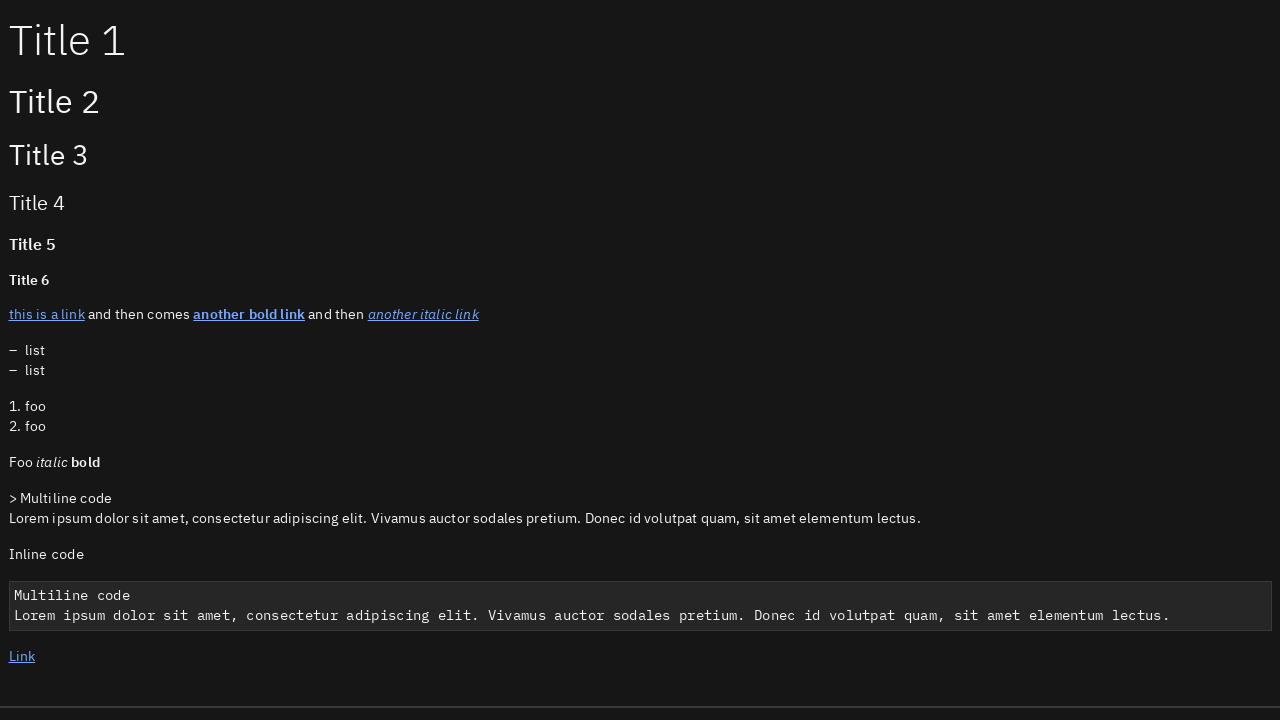 Title 1
Title 2
Title 3
Title 4
Title 5
Title 6
this is a link and then comes another bold link and then another italic link
– list
– list
1. foo
2. foo
Foo italic bold
> Multiline code
Lorem ipsum dolor sit amet, consectetur adipiscing elit. Vivamus auctor sodales pretium. Donec id volutpat quam, sit amet elementum lectus.
Inline code
Multiline code
Lorem ipsum dolor sit amet, consectetur adipiscing elit. Vivamus auctor sodales pretium. Donec id volutpat quam, sit amet elementum lectus.
Link